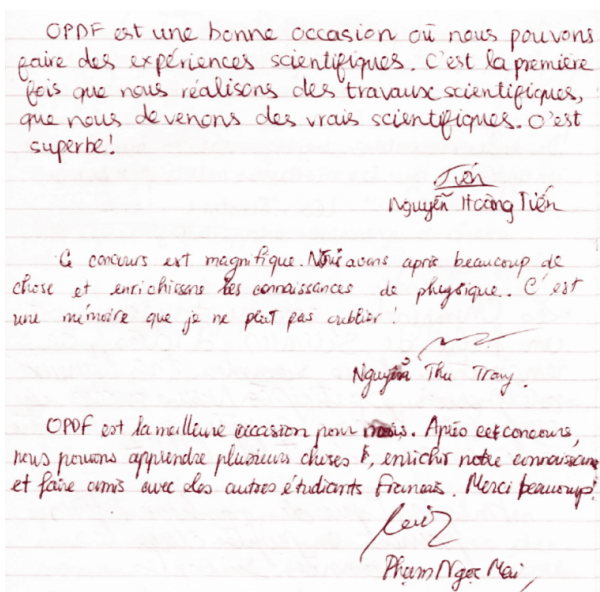 OPDF est une bonne occasion où nous pouvons
faire des expériences scientifiques. C'est la première
fois que nous réalisons des travaux scientifiques,
que nous devenons des vrais scientifiques. C'est
superbe!
Tiến
Nguyễn Hoàng Tiến
Ce concours est magnifique. Nous avons appris beaucoup de
chose et enrichissons les connaissances de physique. C'est
une mémoire que je ne peut pas oublier!
Nguyễn Thu Trang.
OPDF est la meilleure occasion pour nous. Après cet concours,
nous pouvons apprendre plusieurs choses, enrichir notre connaissance
et faire amis avec des autres étudiants Francais. Merci beaucoup!
Phạm Ngọc Mai,